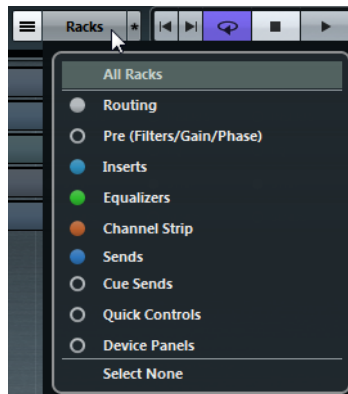 Racks *
All Racks
Routing
Pre (Filters/Gain/Phase)
Inserts
Equalizers
Channel Strip
Sends
Cue Sends
Quick Controls
Device Panels
Select None